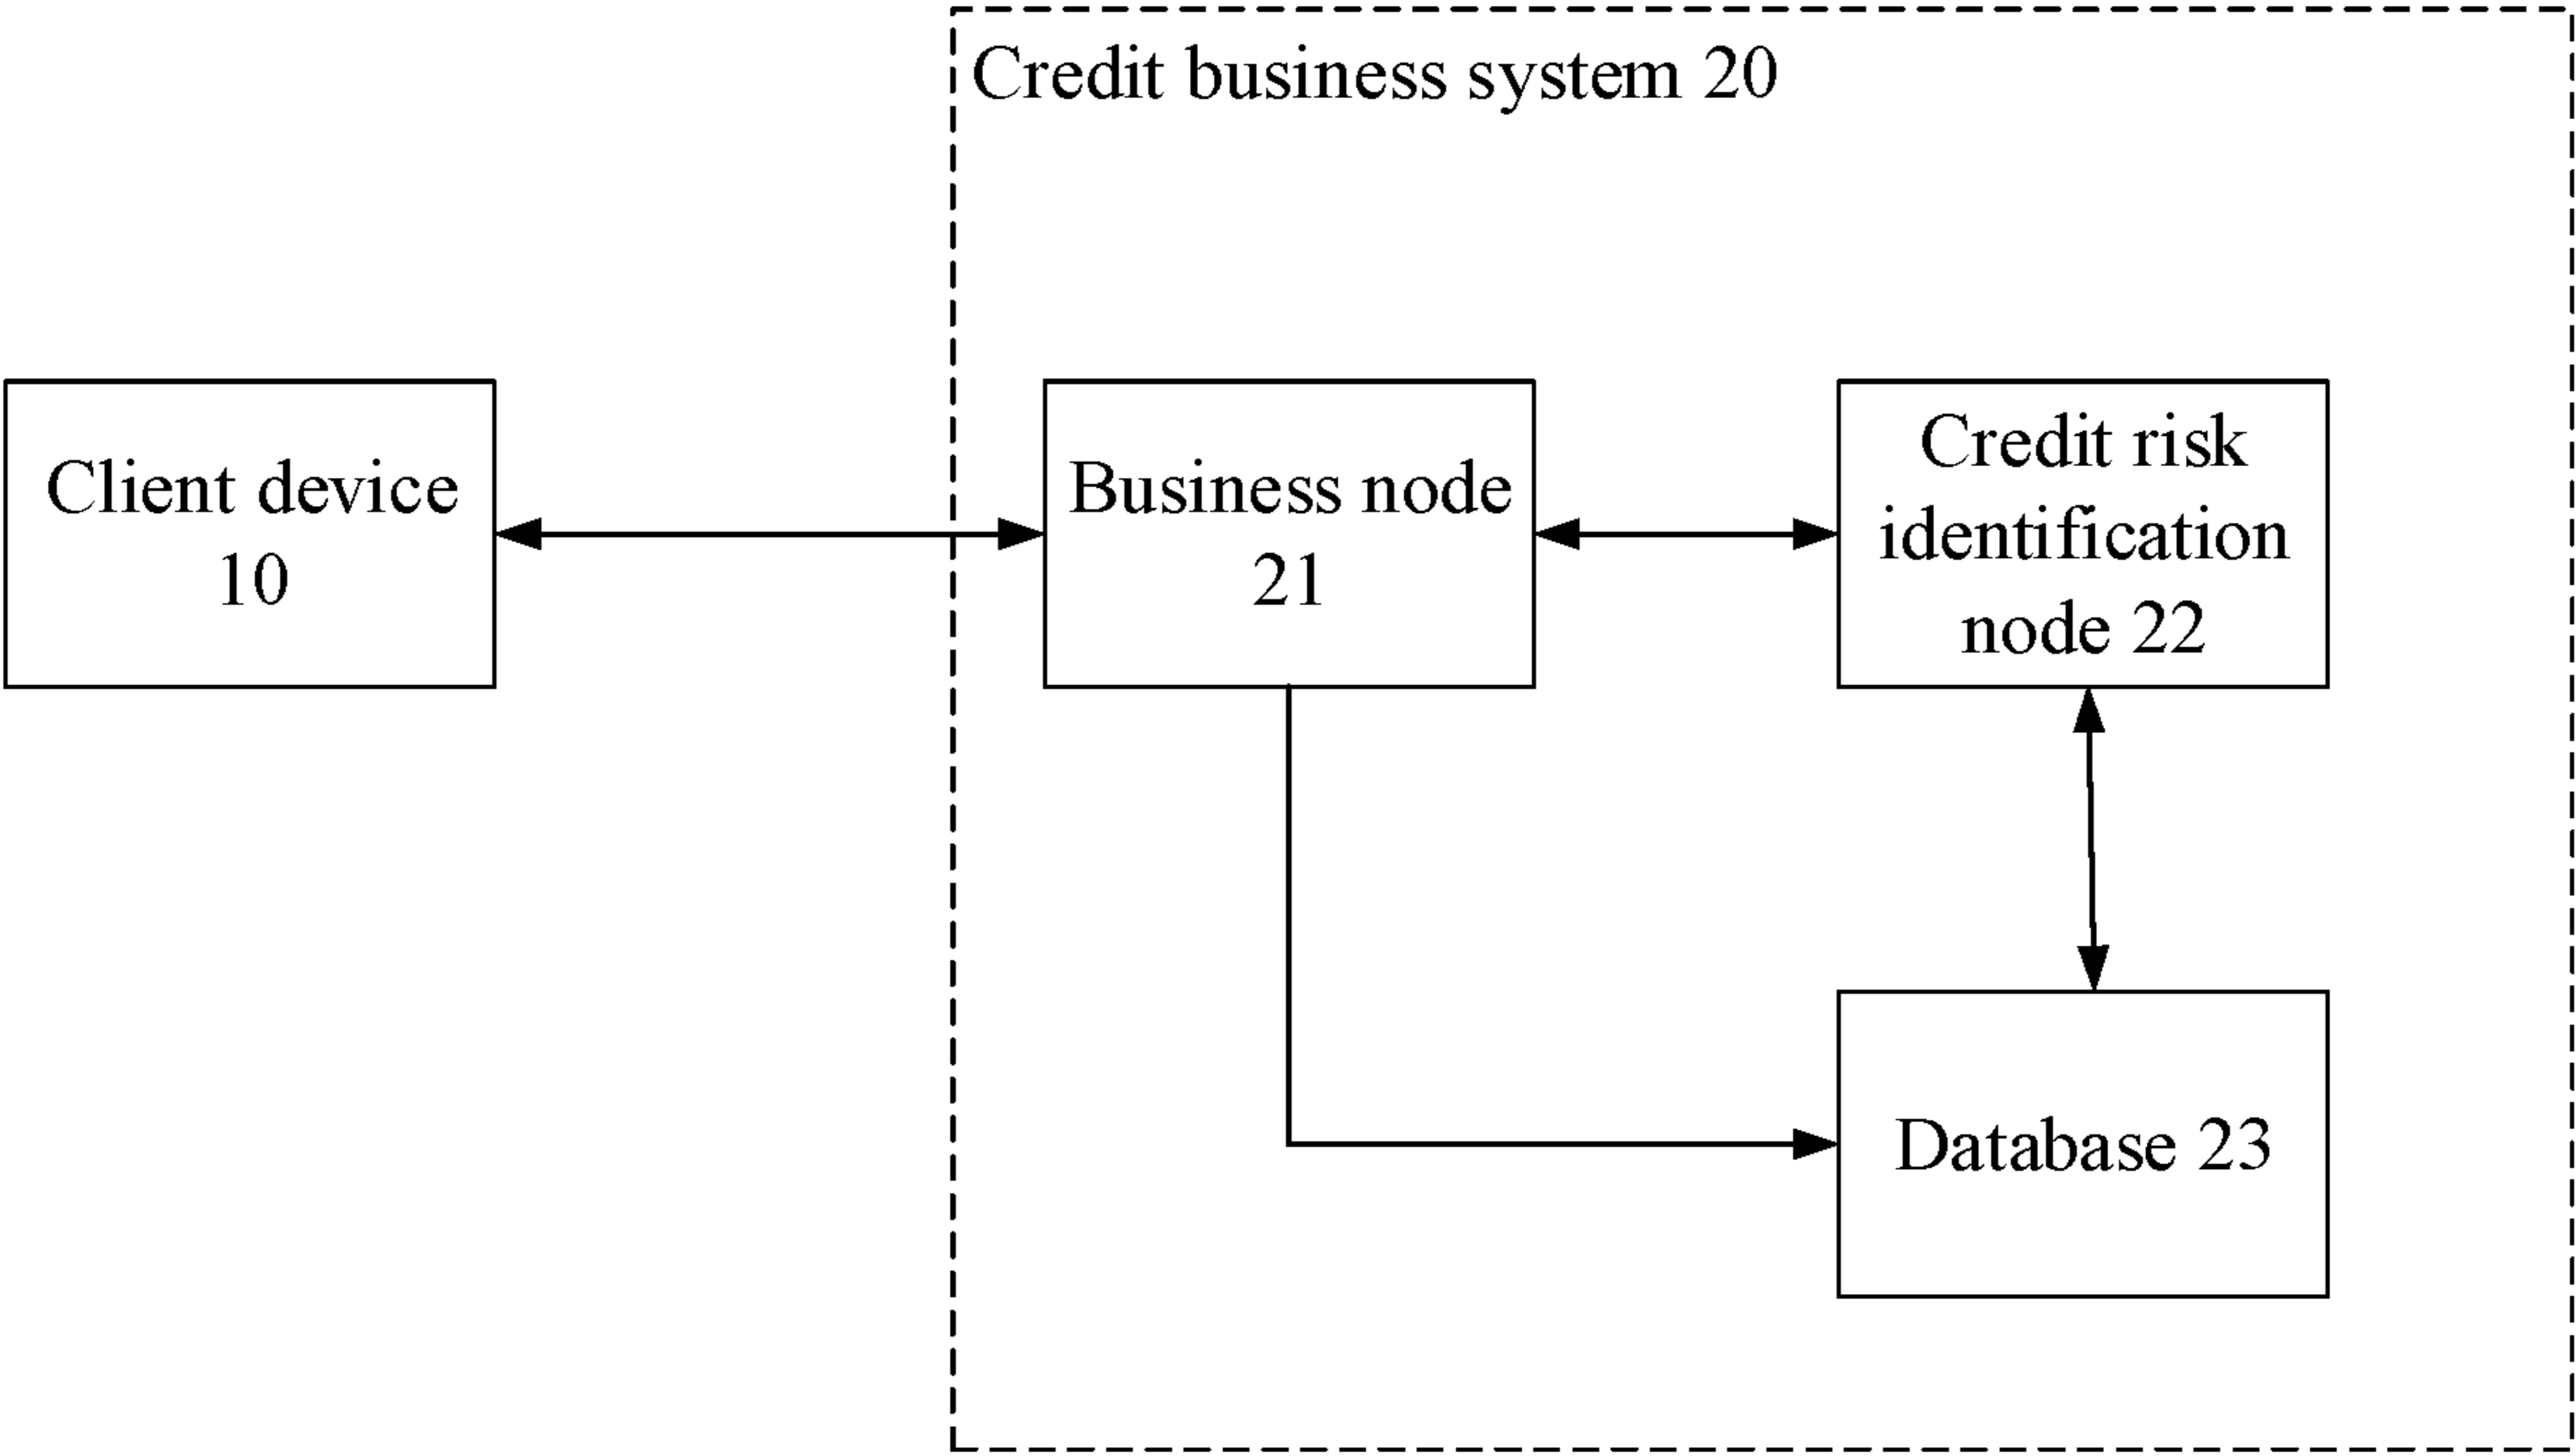 Credit business system 20
Client device
10
Business node
21
Credit risk
identification
node 22
Database 23